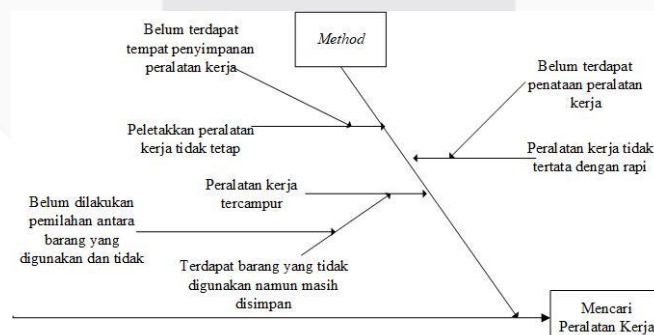 Belum terdapat
tempat penyimpanan
peralatan kerja
Method
Belum terdapat
penataan peralatan
kerja
Peletakkan peralatan
kerja tidak tetap
Peralatan kerja tidak
tertata dengan rapi
Peralatan kerja
tercampur
Belum dilakukan
pemilahan antara
barang yang
digunakan dan tidak
Terdapat barang yang tidak
digunakan namun masih
disimpan
Mencari
Peralatan Kerja